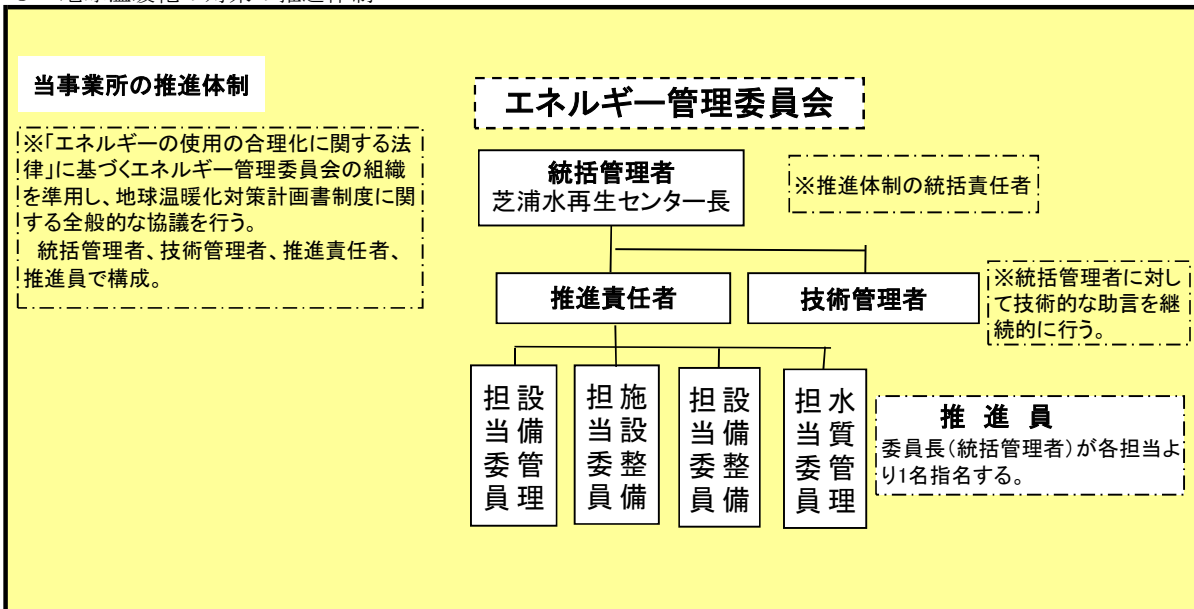 当事業所の推進体制
※「エネルギーの使用の合理化に関する法
律」に基づくエネルギー管理委員会の組織
を準用し、地球温暖化対策計画書制度に関
する全般的な協議を行う。
統括管理者、技術管理者、推進責任者、
推進員で構成。
エネルギー管理委員会
統括管理者
芝浦水再生センター長
※推進体制の統括責任者
推進責任者
技術管理者
※統括管理者に対し
て技術的な助言を継
続的に行う。
設備管理
担当委員
施設整備
担当委員
設備整備
担当委員
水質管理
担当委員
推 進 員
委員長(統括管理者)が各担当よ
り1名指名する。